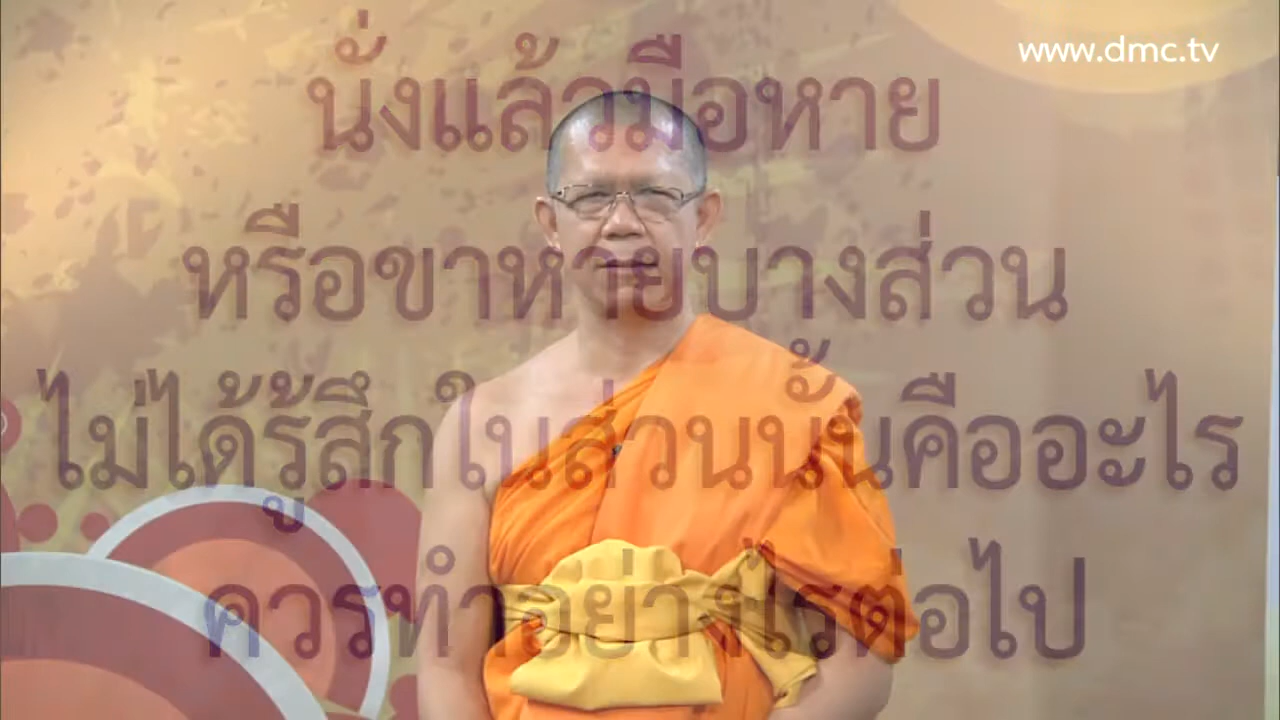 www.dmc.tv
นั่งแล้วมือหาย
หรือขาหายบางส่วน
ไม่ได้รู้สึกในส่วนนั้นคืออะไร
ควรทำอย่างไรต่อไป